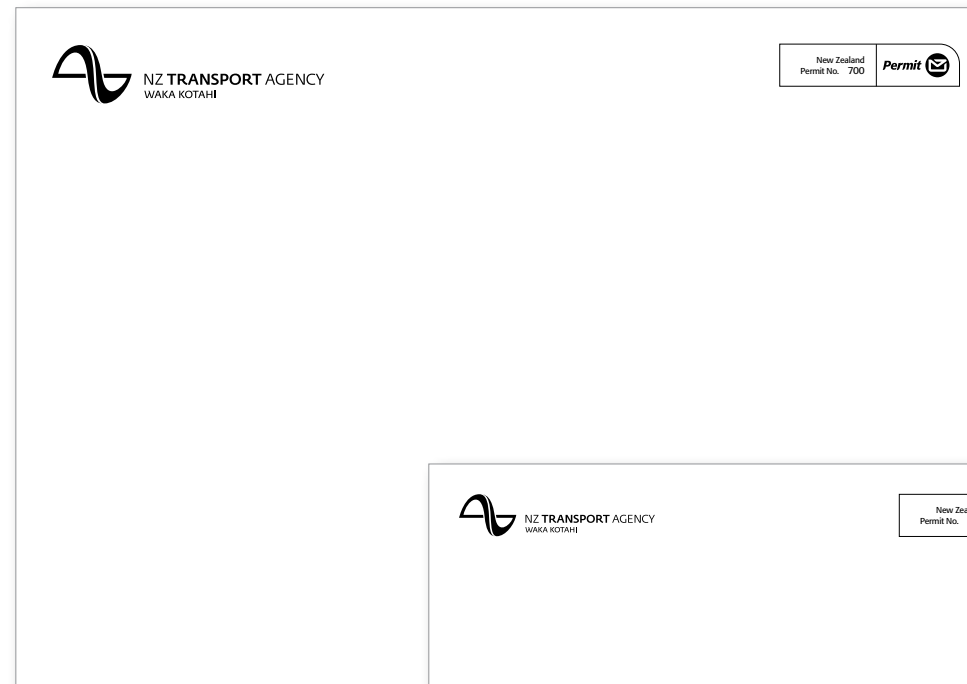 NZ TRANSPORT AGENCY
WAKA KOTAHI
New Zealand
Permit No. 700
Permit
NZ TRANSPORT AGENCY
WAKA KOTAHI
New Zea
Permit No.